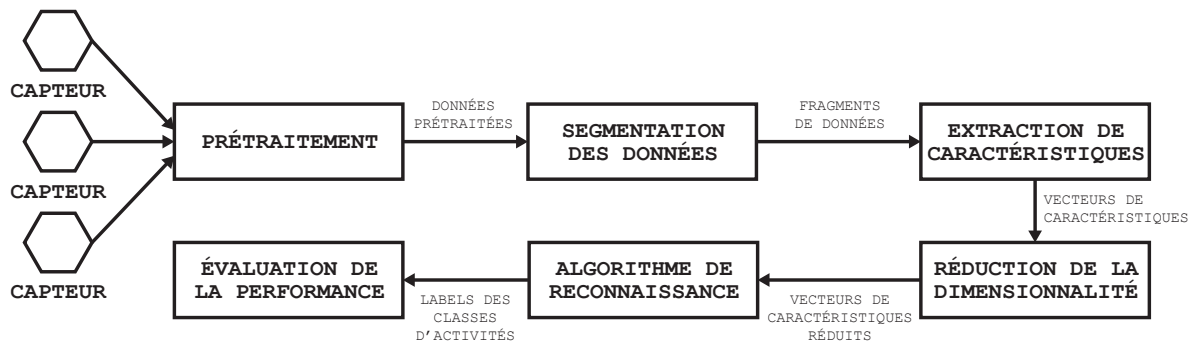 CAPTEUR
CAPTEUR
CAPTEUR
PRÉTRAITEMENT
DONNÉES
PRÉTRAITÉES
SEGMENTATION
DES DONNÉES
FRAGMENTS
DE DONNÉES
EXTRACTION DE
CARACTÉRISTIQUES
VECTEURS DE
CARACTÉRISTIQUES
RÉDUCTION DE LA
DIMENSIONNALITÉ
VECTEURS DE
CARACTÉRISTIQUES
RÉDUITS
ALGORITHME DE
RECONNAISSANCE
LABELS DES
CLASSES
D'ACTIVITÉS
ÉVALUATION DE
LA PERFORMANCE